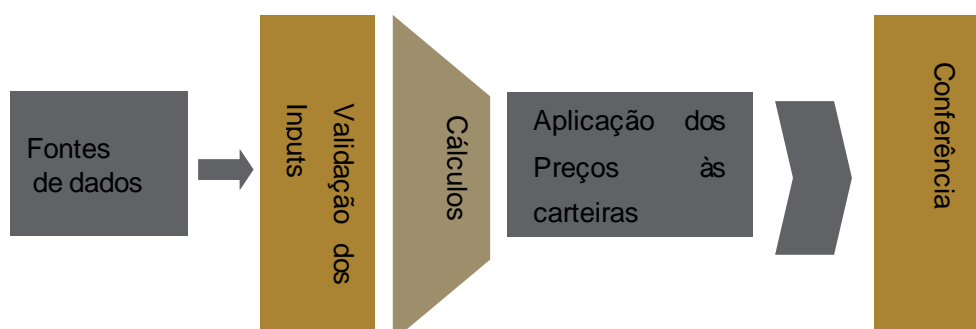 Fontes
de dados
Validação dos
Inputs
Cálculos
Aplicação dos
Preços às
carteiras
Conferência